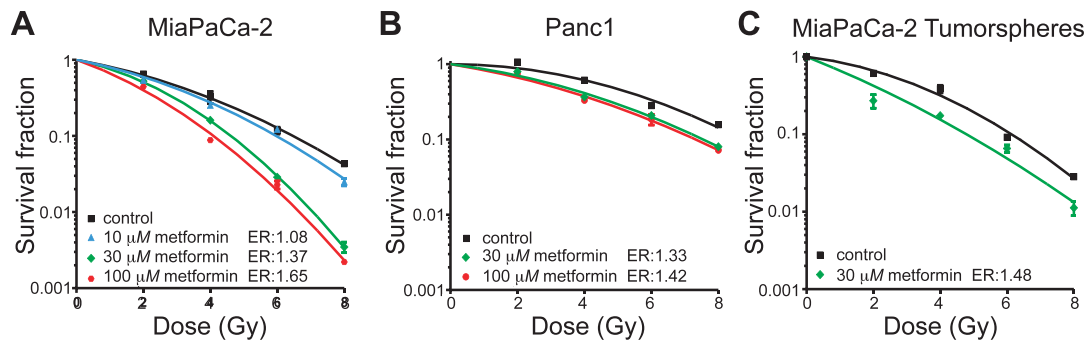 A
MiaPaCa-2
Survival fraction
1
0.1
0.01
0.001
control
10 µM metformin ER:1.08
30 µM metformin ER:1.37
100 µM metformin ER:1.65
0 2 4 6 8
Dose (Gy)
B
Panc1
Survival fraction
1
0.1
0.01
0.001
control
30 µM metformin ER:1.33
100 µM metformin ER:1.42
0 2 4 6 8
Dose (Gy)
C
MiaPaCa-2 Tumorspheres
Survival fraction
1
0.1
0.01
0.001
control
30 µM metformin ER:1.48
0 2 4 6 8
Dose (Gy)